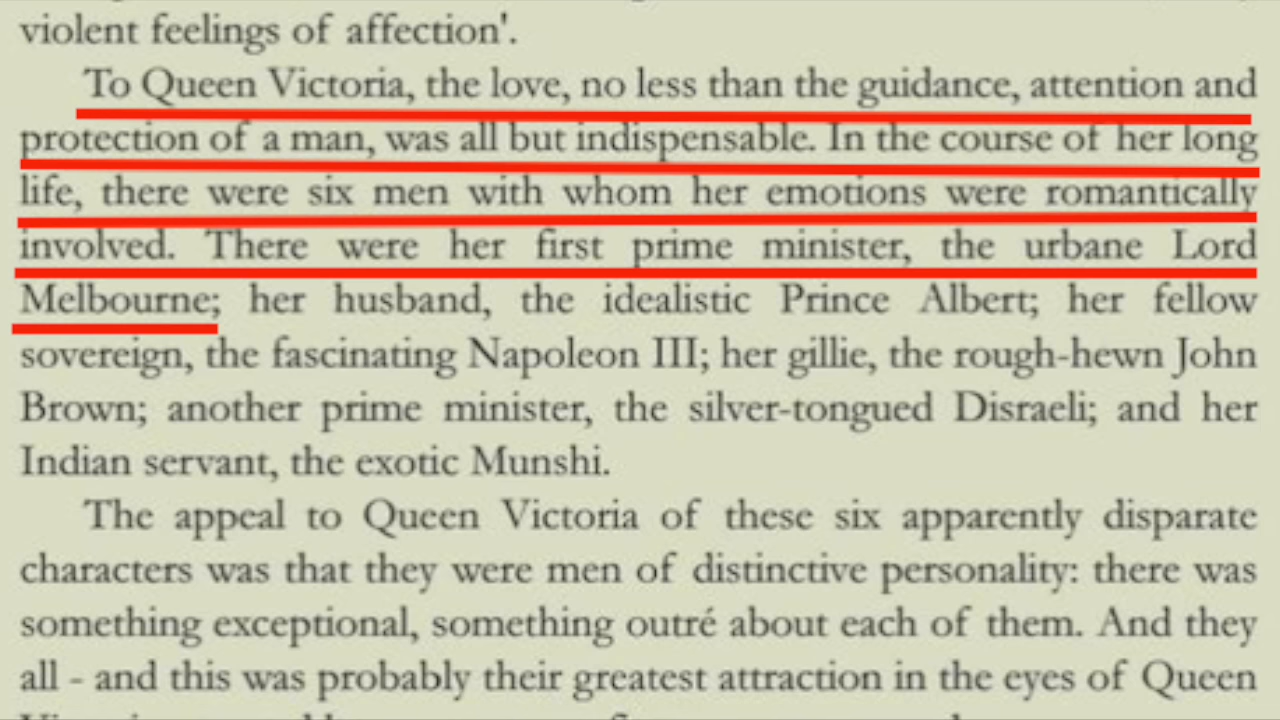 violent feelings of affection'.
To Queen Victoria, the love, no less than the guidance, attention and
protection of a man, was all but indispensable. In the course of her long
life, there were six men with whom her emotions were romantically
involved. There were her first prime minister, the urbane Lord
Melbourne; her husband, the idealistic Prince Albert; her fellow
sovereign, the fascinating Napoleon III; her gillie, the rough-hewn John
Brown; another prime minister, the silver-tongued Disraeli; and her
Indian servant, the exotic Munshi.
The appeal to Queen Victoria of these six apparently disparate
characters was that they were men of distinctive personality: there was
something exceptional, something outré about each of them. And they
all - and this was probably their greatest attraction in the eyes of Queen